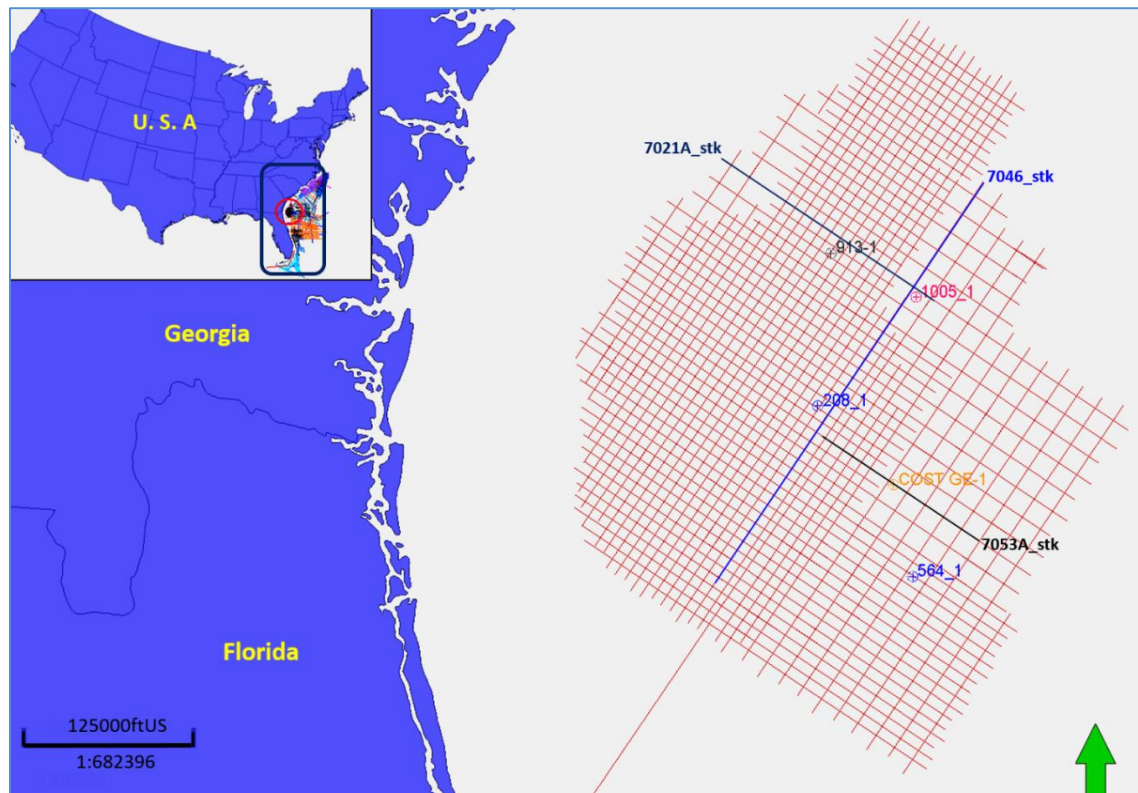 U. S. A
7021A_stk
7046_stk
913-1
1005_1
Georgia
208_1
COST GE-1
7053A_stk
564_1
Florida
125000ftUS
1:682396